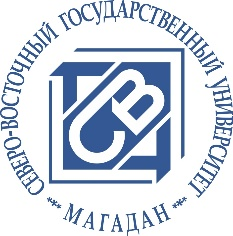 СЕВЕРО-ВОСТОЧНЫЙ ГОСУДАРСТВЕННЫЙ УНИВЕРСИТЕТ
СВ
*** МАГАДАН ***